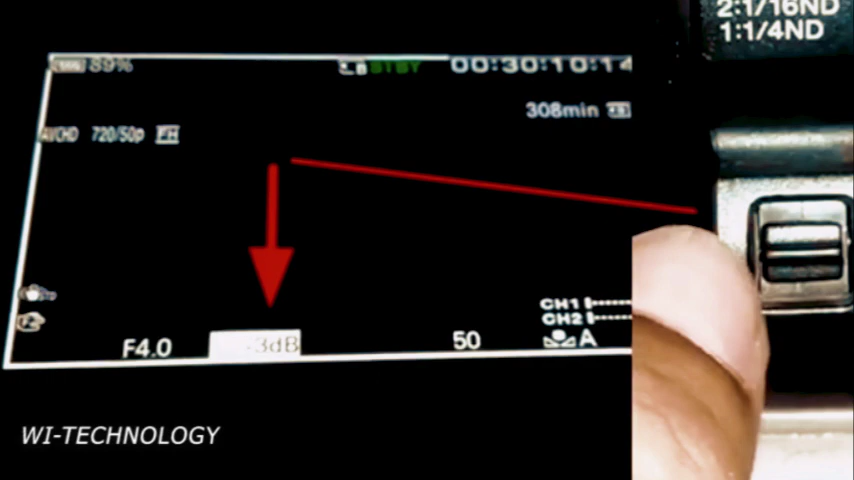 2:1/16ND
1:1/4ND
89%
STBY
00:30:10:14
308min
AVCHD 720/50p FH
CH1
CH2
F4.0
-3dB
50
A
WI-TECHNOLOGY